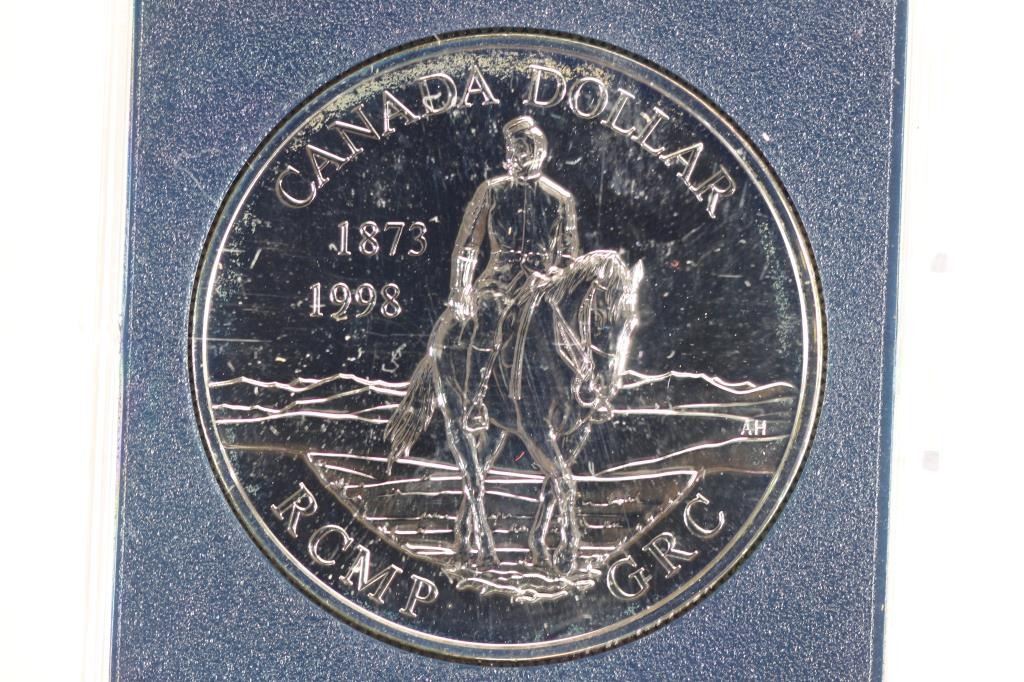 CANADA DOLLAR
1873
1998
AH
RCMP GRC